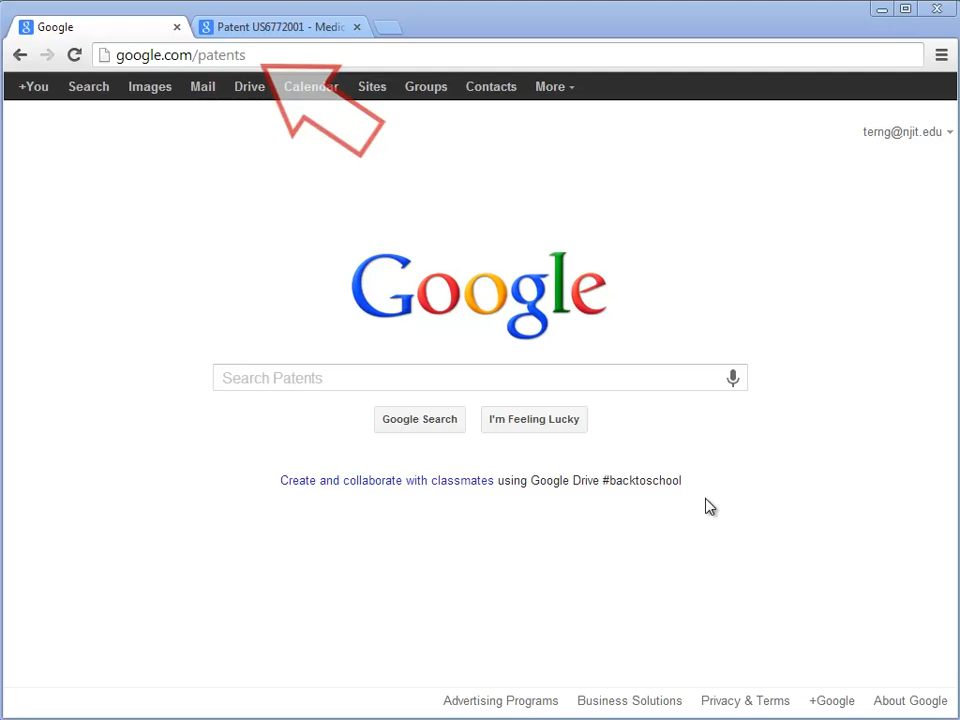 Google
Patent US6772001 - Medic
google.com/patents
+You Search Images Mail Drive Calendar Sites Groups Contacts More
terng@njit.edu
Google
Search Patents
Google Search I'm Feeling Lucky
Create and collaborate with classmates using Google Drive #backtoschool
Advertising Programs Business Solutions Privacy & Terms +Google About Google